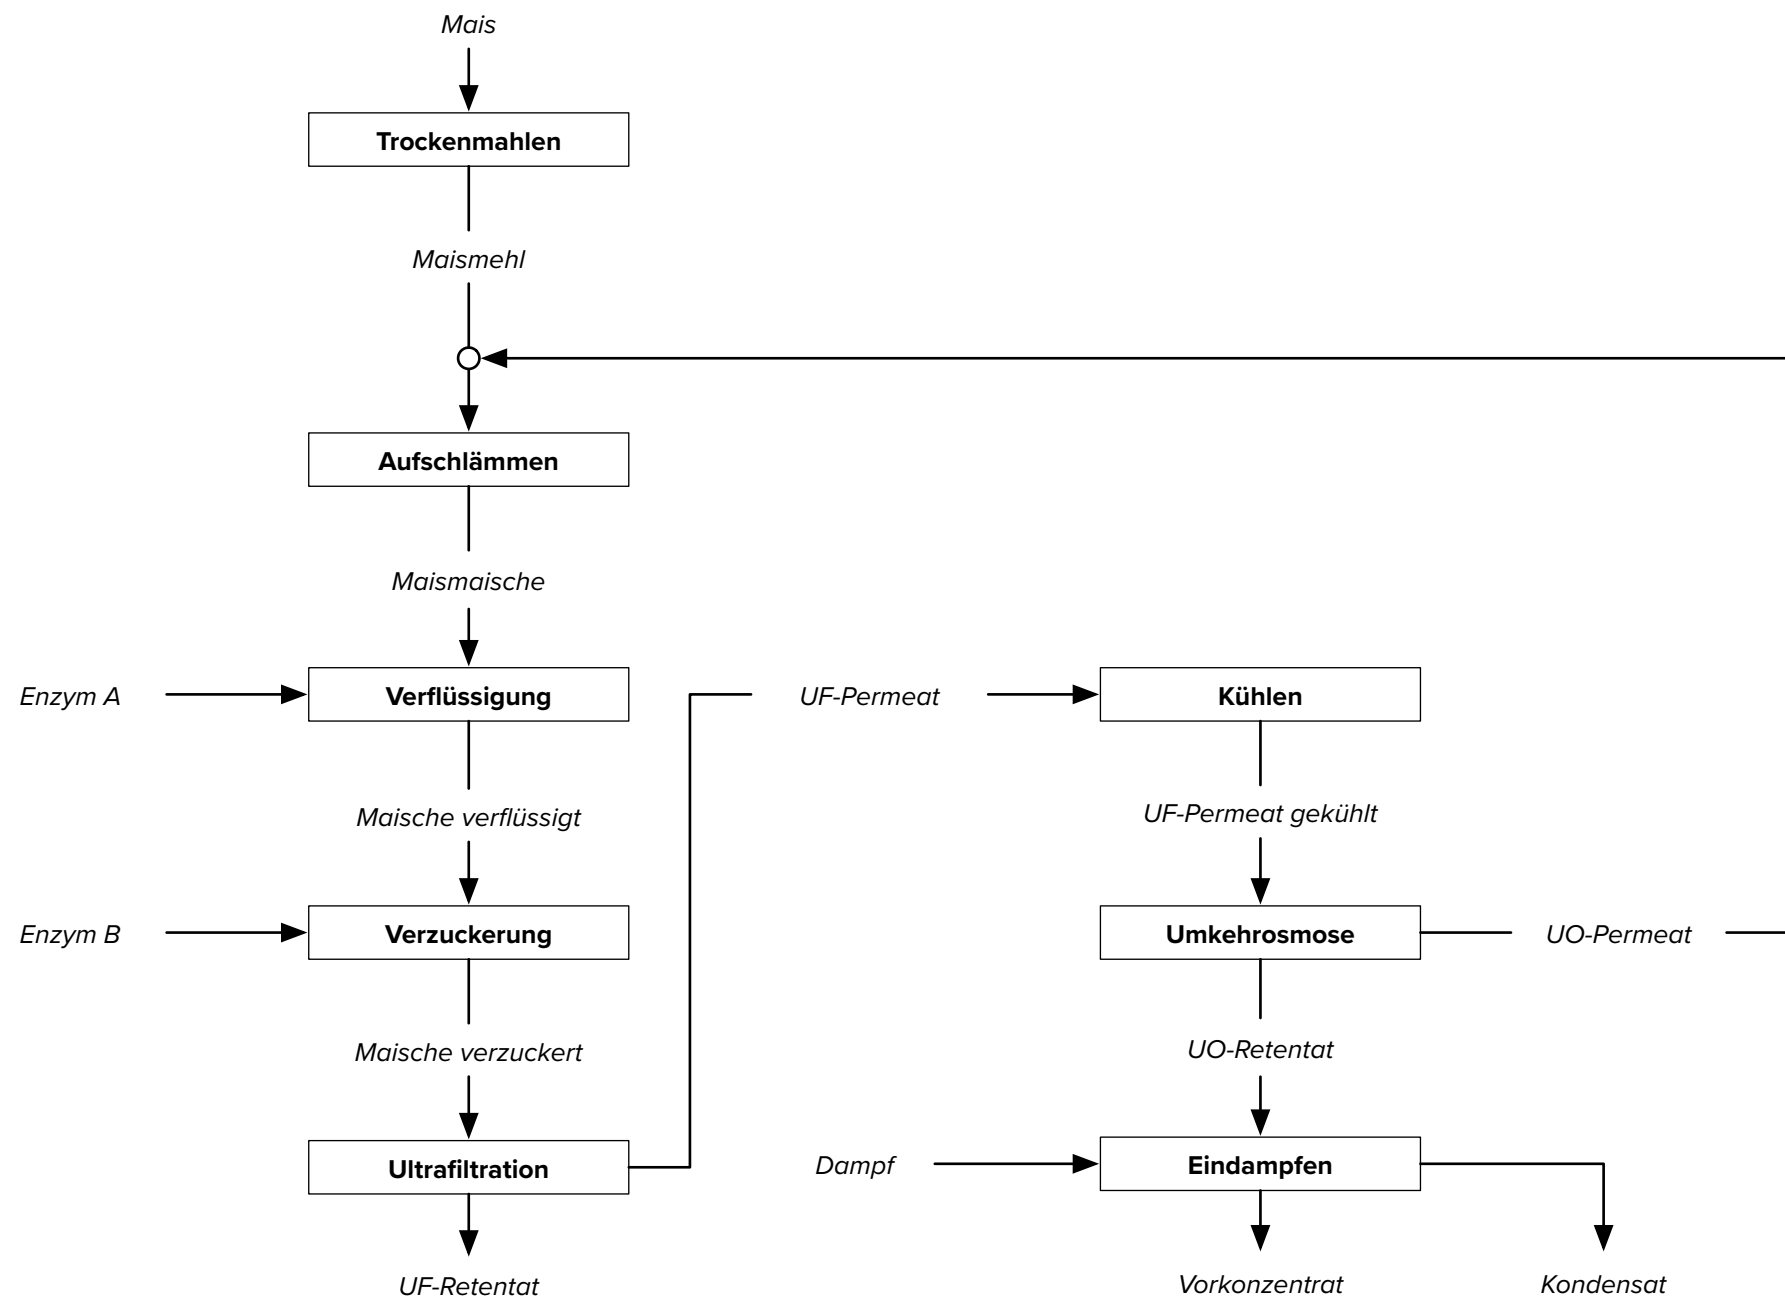 Mais
Trockenmahlen
Maismehl
Aufschlämmen
Maismaische
Enzym A
Verflüssigung
UF-Permeat
Kühlen
Maische verflüssigt
UF-Permeat gekühlt
Enzym B
Verzuckerung
Umkehrosmose
UO-Permeat
Maische verzuckert
UO-Retentat
Ultrafiltration
Dampf
Eindampfen
UF-Retentat
Vorkonzentrat
Kondensat